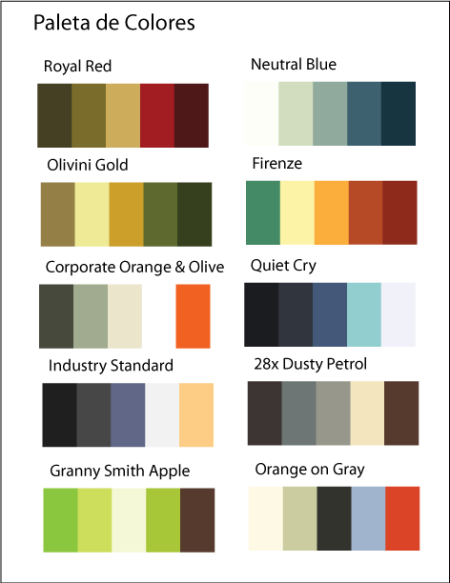 Paleta de Colores
Royal Red
Neutral Blue
Olivini Gold
Firenze
Corporate Orange & Olive
Quiet Cry
Industry Standard
28x Dusty Petrol
Granny Smith Apple
Orange on Gray